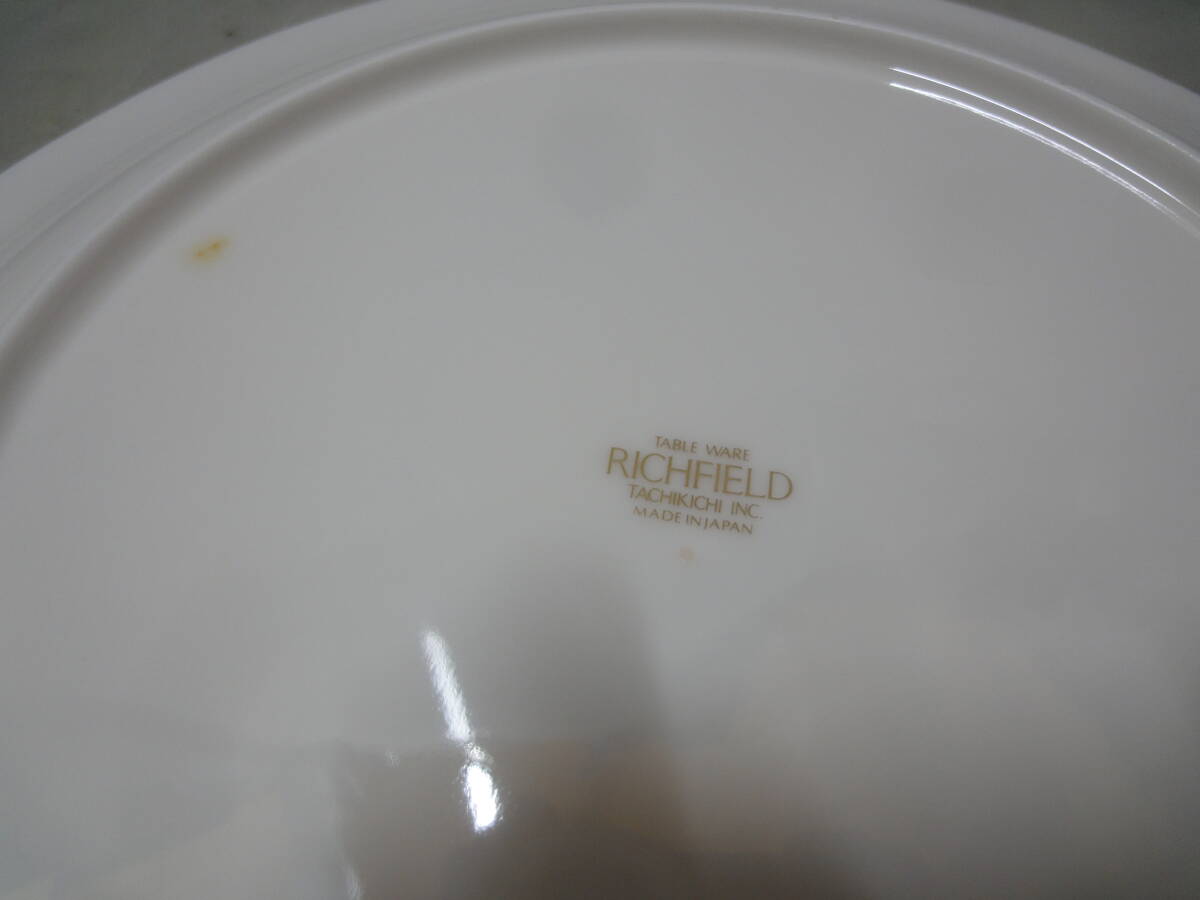 TABLE WARE
RICHFIELD
TACHIKICHI INC.
MADE IN JAPAN